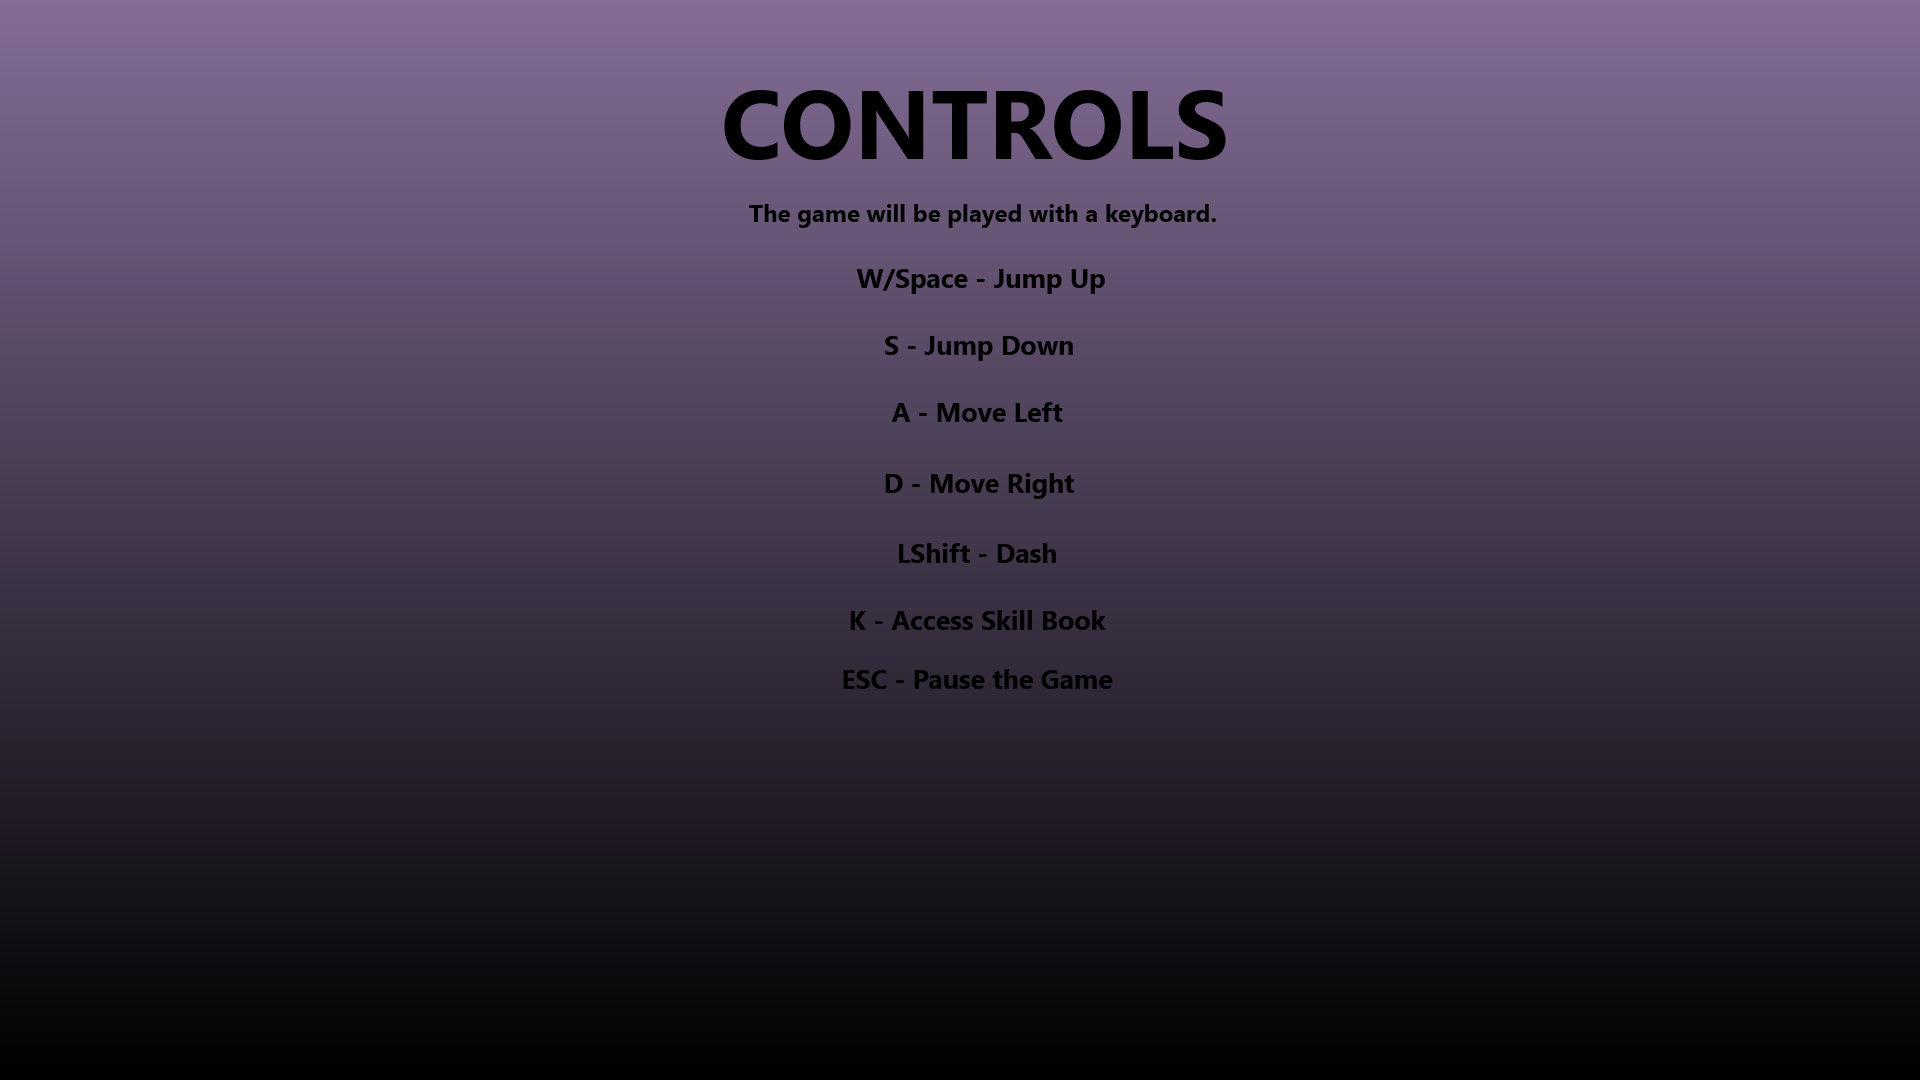 CONTROLS
The game will be played with a keyboard.
W/Space - Jump Up
S - Jump Down
A - Move Left
D - Move Right
LShift - Dash
K - Access Skill Book
ESC - Pause the Game